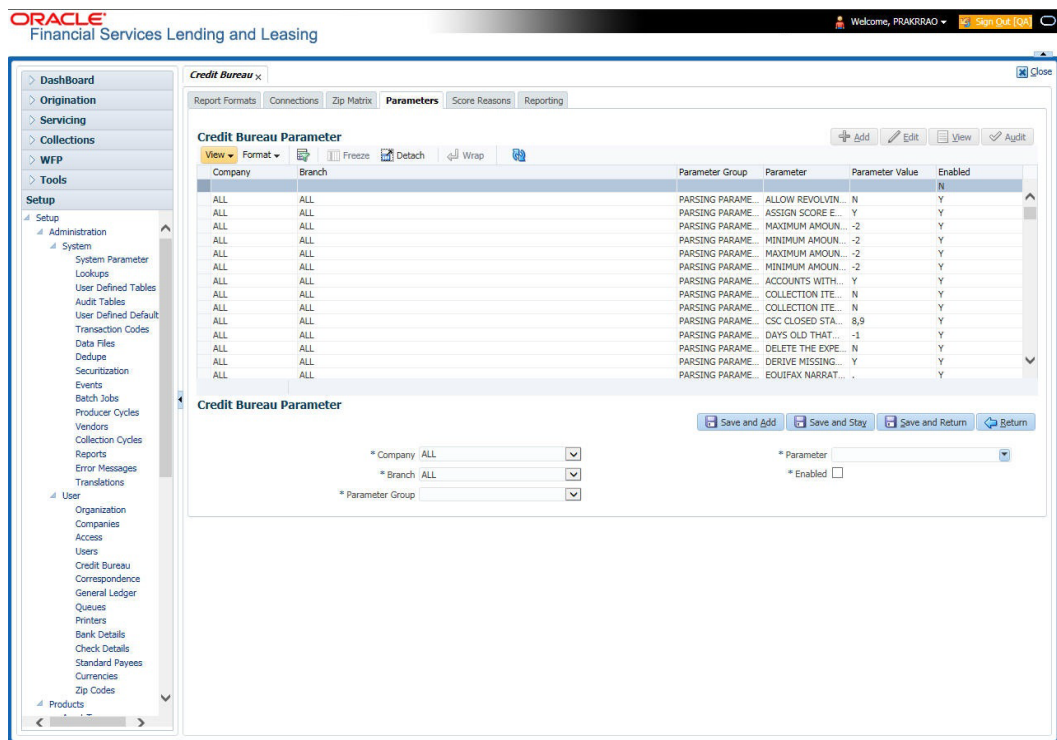 ORACLE
Financial Services Lending and Leasing
Welcome, PRAKRRAO
Sign Out [QA]
Close
DashBoard
Origination
Servicing
Collections
WFP
Tools
Setup
Setup
Administration
System
System Parameter
Lookups
User Defined Tables
Audit Tables
User Defined Default
Transaction Codes
Data Files
Dedupe
Securitization
Events
Batch Jobs
Producer Cycles
Vendors
Collection Cycles
Reports
Error Messages
Translations
User
Organization
Companies
Access
Users
Credit Bureau
Correspondence
General Ledger
Queues
Printers
Bank Details
Check Details
Standard Payees
Currencies
Zip Codes
Products
Credit Bureau x
Report Formats Connections Zip Matrix Parameters Score Reasons Reporting
Credit Bureau Parameter
Add Edit View Audit
View Format Freeze Detach Wrap
Company Branch Parameter Group Parameter Parameter Value Enabled
N
ALL ALL PARSING PARAME... ALLOW REVOLVIN... N Y
ALL ALL PARSING PARAME... ASSIGN SCORE E... Y Y
ALL ALL PARSING PARAME... MAXIMUM AMOUN... -2 Y
ALL ALL PARSING PARAME... MINIMUM AMOUN... -2 Y
ALL ALL PARSING PARAME... MAXIMUM AMOUN... -2 Y
ALL ALL PARSING PARAME... MINIMUM AMOUN... -2 Y
ALL ALL PARSING PARAME... ACCOUNTS WITH... Y Y
ALL ALL PARSING PARAME... COLLECTION ITE... N Y
ALL ALL PARSING PARAME... COLLECTION ITE... N Y
ALL ALL PARSING PARAME... CSC CLOSED STA... 8,9 Y
ALL ALL PARSING PARAME... DAYS OLD THAT... -1 Y
ALL ALL PARSING PARAME... DELETE THE EXPE... N Y
ALL ALL PARSING PARAME... DERIVE MISSING... Y Y
ALL ALL PARSING PARAME... EQUIFAX NARRAT... . Y
Credit Bureau Parameter
Save and Add Save and Stay Save and Return Return
* Company ALL
* Branch ALL
* Parameter Group
* Parameter
* Enabled